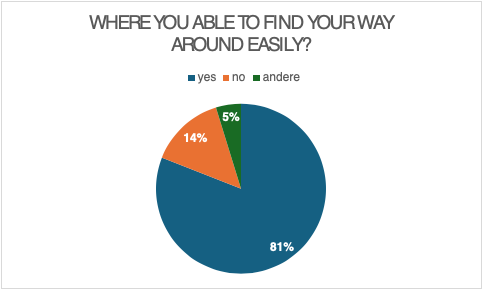 WHERE YOU ABLE TO FIND YOUR WAY
AROUND EASILY?
yes no andere
5%
14%
81%